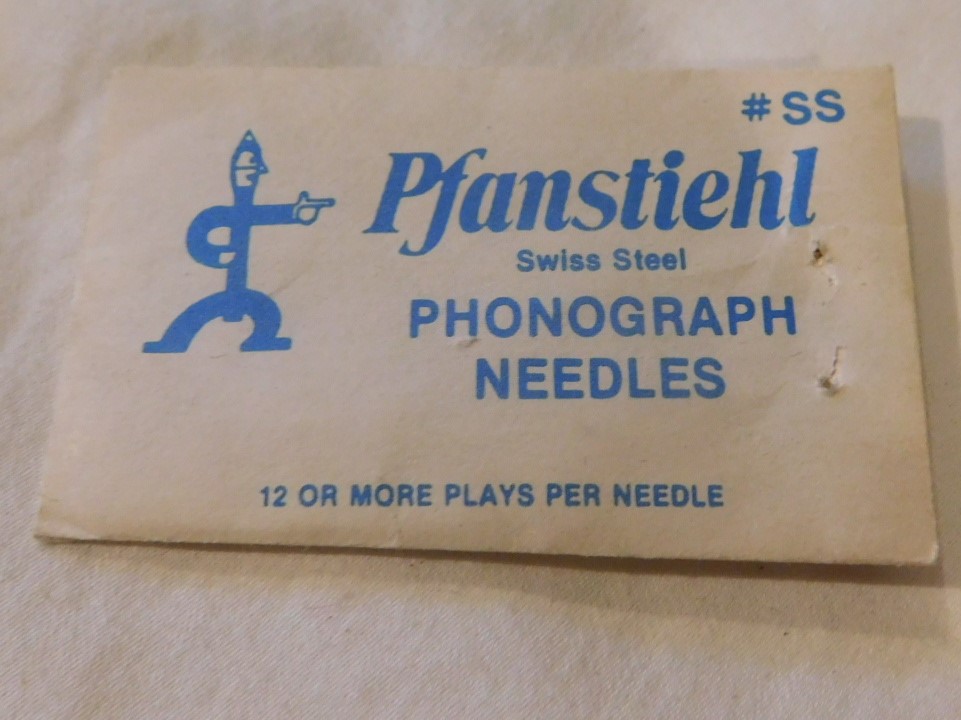 # SS
Pfanstiehl
Swiss Steel
PHONOGRAPH
NEEDLES
12 OR MORE PLAYS PER NEEDLE